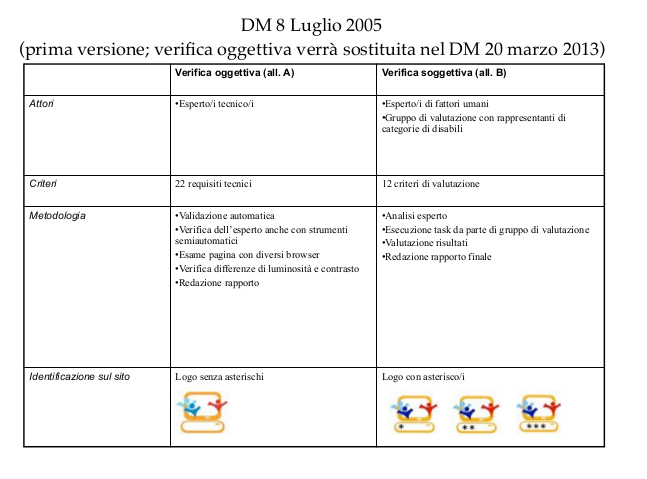 DM 8 Luglio 2005
(prima versione; verifica oggettiva verrà sostituita nel DM 20 marzo 2013)
Verifica oggettiva (all. A)
Verifica soggettiva (all. B)
Attori
•Esperto/i tecnico/i
•Esperto/i di fattori umani
•Gruppo di valutazione con rappresentanti di
categorie di disabili
Criteri
22 requisiti tecnici
12 criteri di valutazione
Metodologia
•Validazione automatica
•Verifica dell'esperto anche con strumenti
semiautomatici
•Esame pagina con diversi browser
•Verifica differenze di luminosità e contrasto
•Redazione rapporto
•Analisi esperto
•Esecuzione task da parte di gruppo di valutazione
•Valutazione risultati
•Redazione rapporto finale
Identificazione sul sito
Logo senza asterischi
Logo con asterisco/i
*
**
***